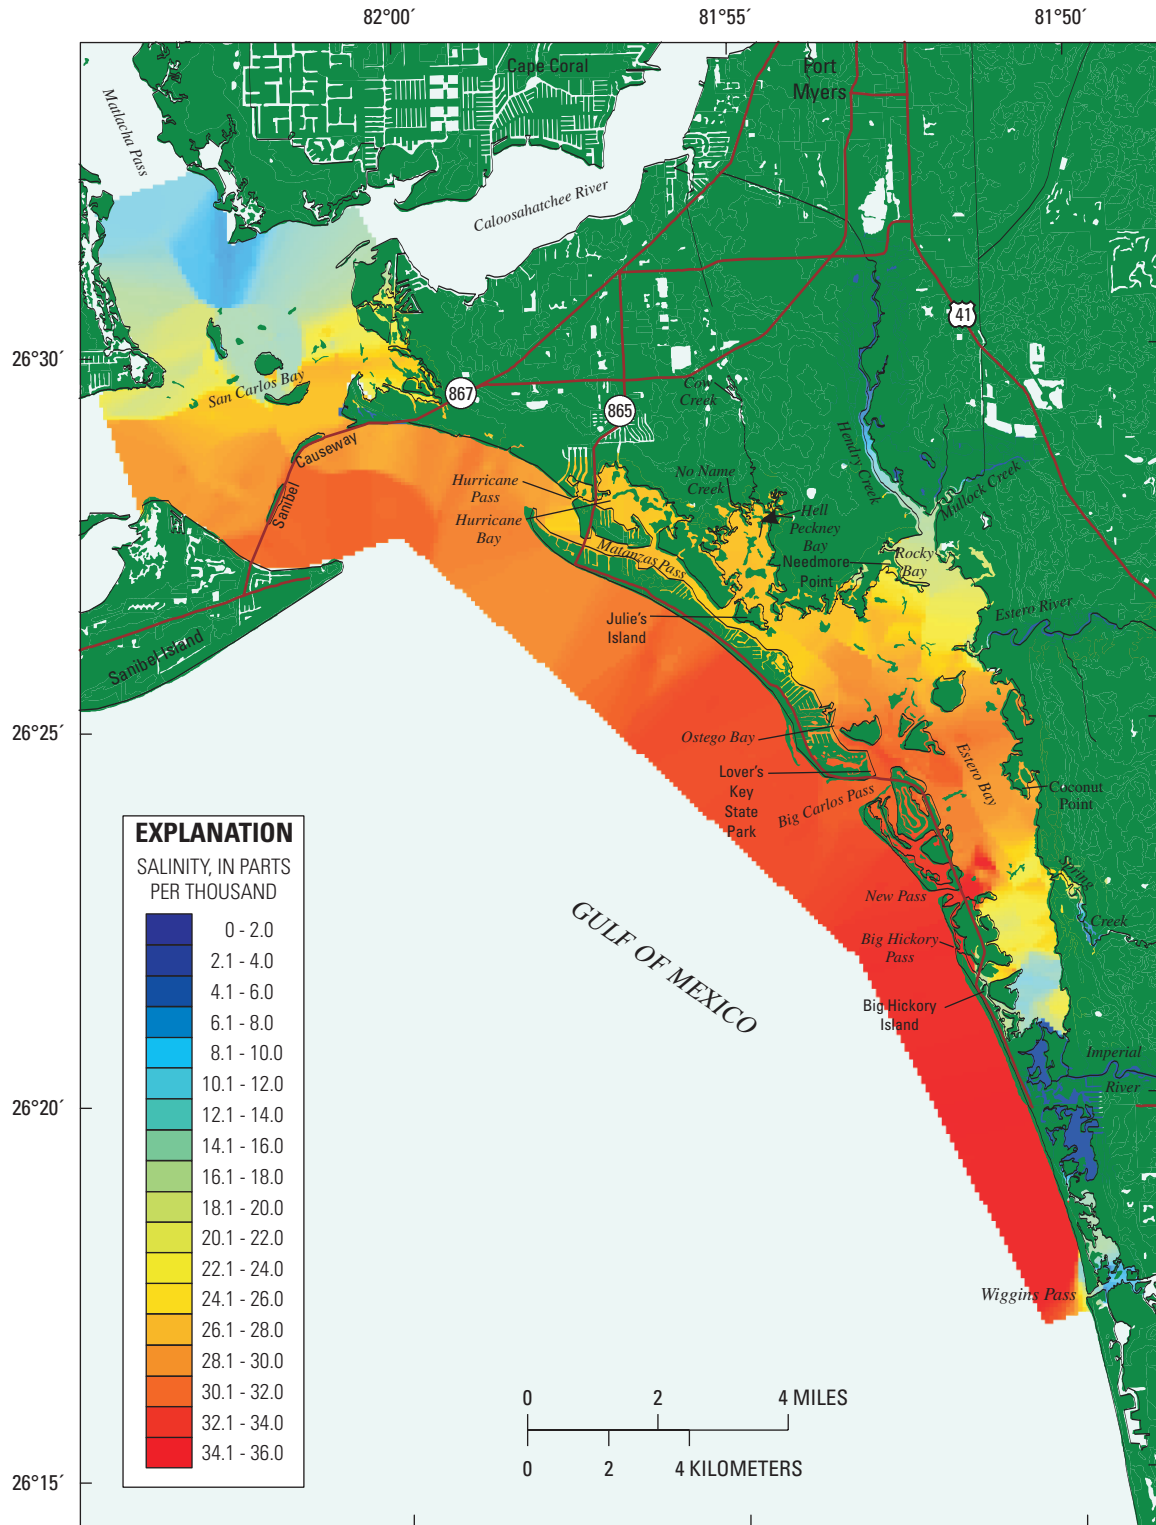 82°00´
81°55´
81°50´
26°30´
26°25´
26°20´
26°15´
Cape Coral
Fort
Myers
Matlacha Pass
Caloosahatchee River
41
San Carlos Bay
867
865
Cow
Creek
Hendry Creek
Mullock Creek
Sanibel
Causeway
Hurricane
Pass
Hurricane
Bay
No Name
Creek
Hell
Peckney
Bay
Needmore
Point
Rocky
Bay
Matanzas Pass
Estero River
Julie's
Island
Sanibel Island
Ostego Bay
Lover's
Key
State
Park
Big Carlos Pass
Estero Bay
Coconut
Point
Spring
Creek
New Pass
Big Hickory
Pass
Big Hickory
Island
Imperial
River
GULF OF MEXICO
Wiggins Pass
EXPLANATION
SALINITY, IN PARTS
PER THOUSAND
0 - 2.0
2.1 - 4.0
4.1 - 6.0
6.1 - 8.0
8.1 - 10.0
10.1 - 12.0
12.1 - 14.0
14.1 - 16.0
16.1 - 18.0
18.1 - 20.0
20.1 - 22.0
22.1 - 24.0
24.1 - 26.0
26.1 - 28.0
28.1 - 30.0
30.1 - 32.0
32.1 - 34.0
34.1 - 36.0
0 2 4 MILES
0 2 4 KILOMETERS